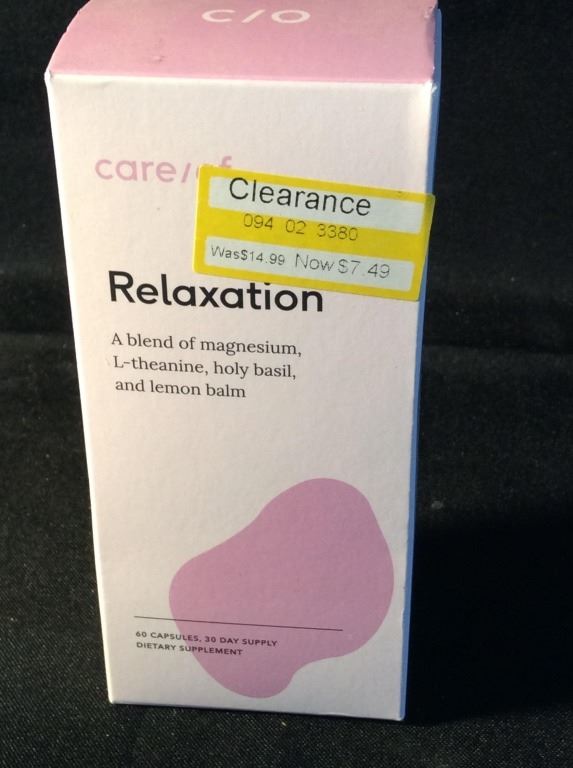 c/o
care/of
Clearance
094 02 3380
Was$14.99 Now $7.49
Relaxation
A blend of magnesium,
L-theanine, holy basil,
and lemon balm
60 CAPSULES, 30 DAY SUPPLY
DIETARY SUPPLEMENT